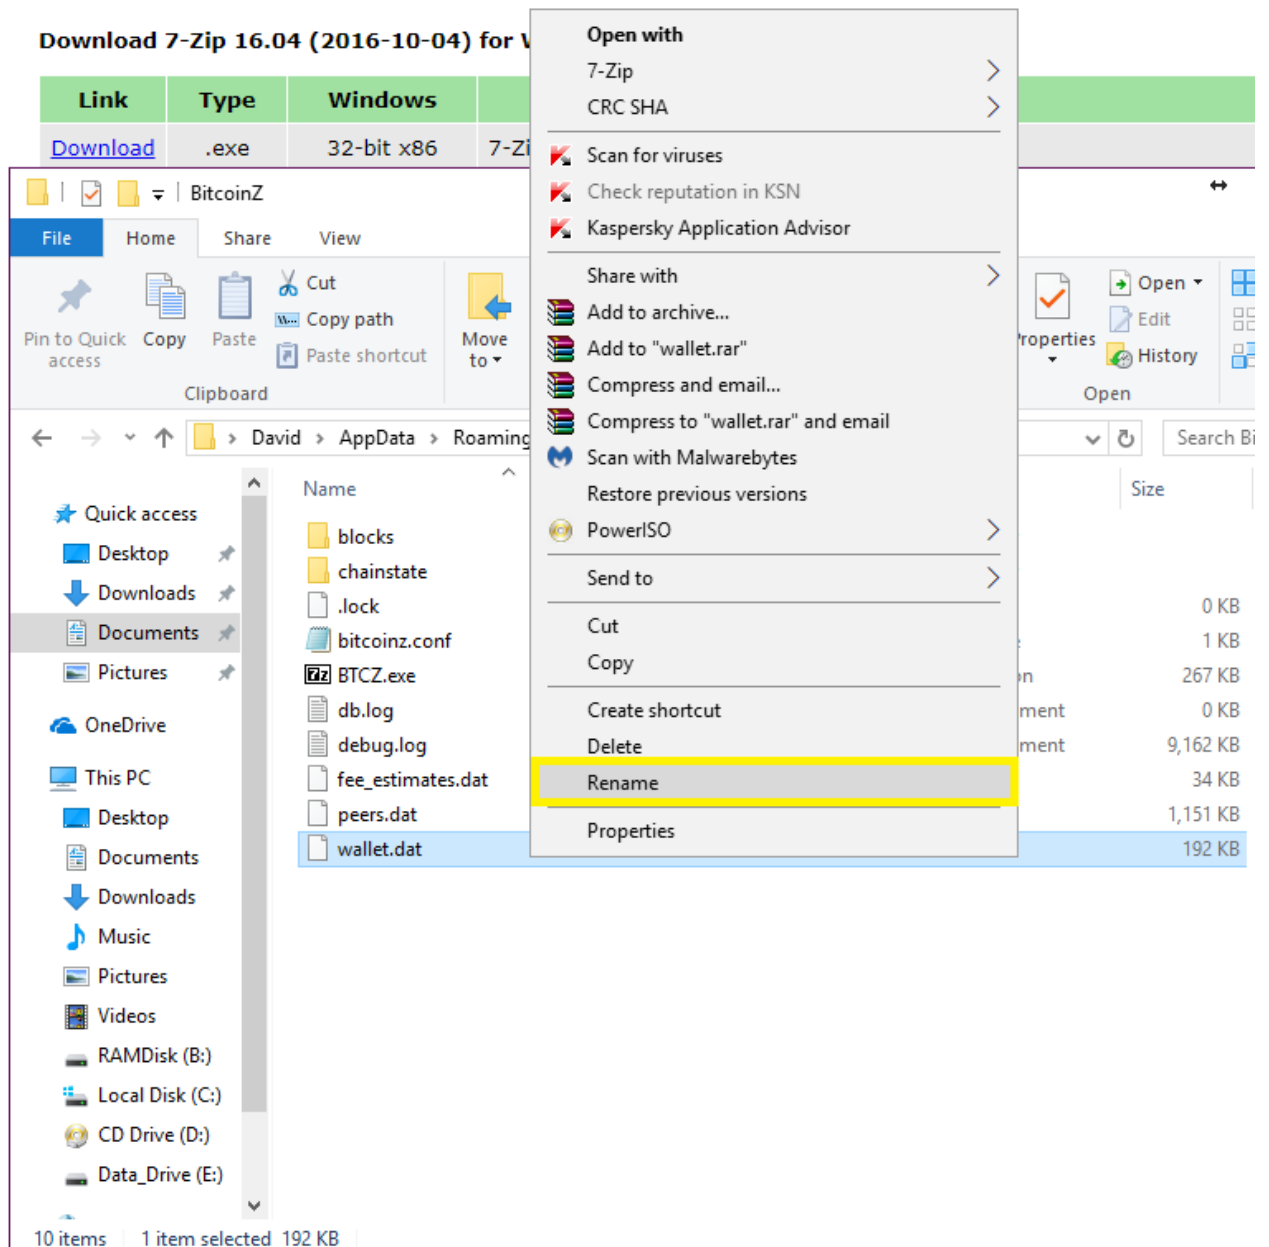 Download 7-Zip 16.04 (2016-10-04) for
Link Type Windows
Download .exe 32-bit x86
BitcoinZ
File Home Share View
Pin to Quick access
Copy
Paste
Cut
Copy path
Paste shortcut
Move to
Clipboard
Open
Edit
History
Open
David > AppData > Roaming
Search
Name
Size
Quick access
Desktop
Downloads
Documents
Pictures
OneDrive
This PC
Desktop
Documents
Downloads
Music
Pictures
Videos
RAMDisk (B:)
Local Disk (C:)
CD Drive (D:)
Data_Drive (E:)
blocks
chainstate
.lock 0 KB
bitcoinz.conf 1 KB
BTCZ.exe 267 KB
db.log 0 KB
debug.log 9,162 KB
fee_estimates.dat 34 KB
peers.dat 1,151 KB
wallet.dat 192 KB
Open with
7-Zip
CRC SHA
Scan for viruses
Check reputation in KSN
Kaspersky Application Advisor
Share with
Add to archive...
Add to "wallet.rar"
Compress and email...
Compress to "wallet.rar" and email
Scan with Malwarebytes
Restore previous versions
PowerISO
Send to
Cut
Copy
Create shortcut
Delete
Rename
Properties
10 items 1 item selected 192 KB